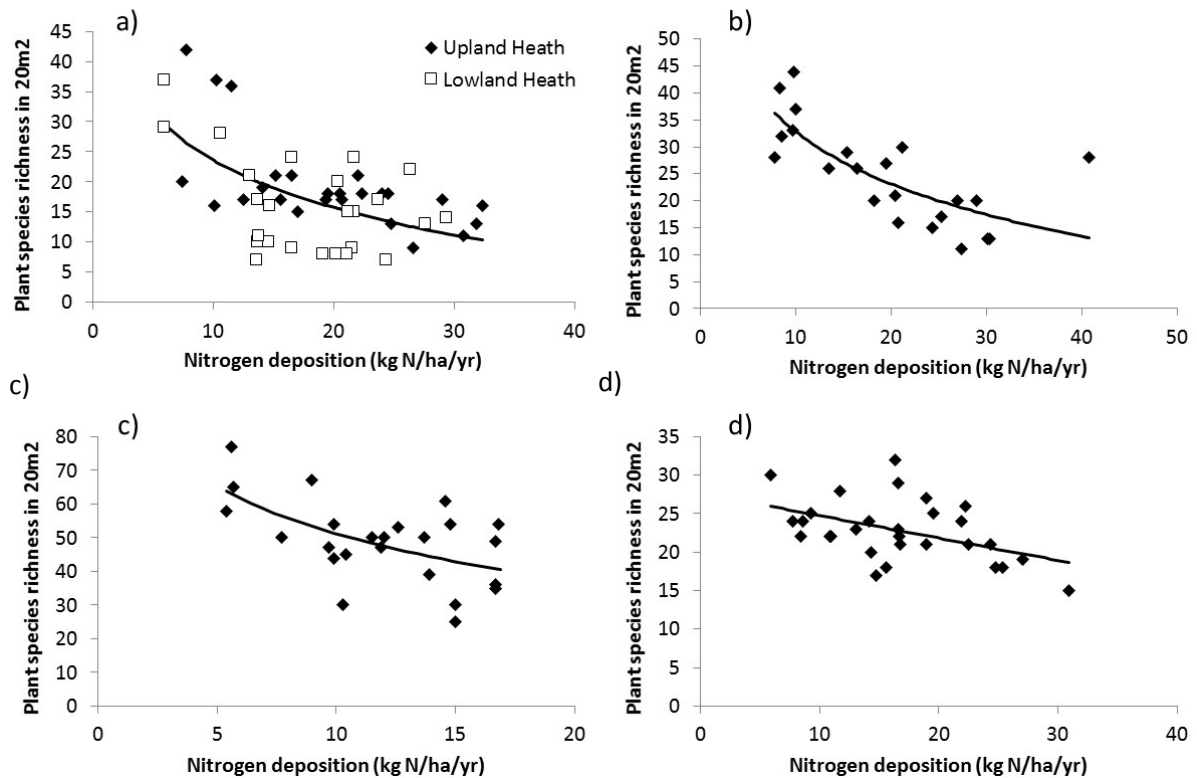 a)
Plant species richness in 20m2
45
40
35
30
25
20
15
10
5
0
0 10 20 30 40
Nitrogen deposition (kg N/ha/yr)
Upland Heath
Lowland Heath
b)
Plant species richness in 20m2
50
45
40
35
30
25
20
15
10
5
0
0 10 20 30 40 50
Nitrogen deposition (kg N/ha/yr)
c)
c)
Plant species richness in 20m2
80
70
60
50
40
30
20
10
0
0 5 10 15 20
Nitrogen deposition (kg N/ha/yr)
d)
d)
Plant species richness in 20m2
35
30
25
20
15
10
5
0
0 10 20 30 40
Nitrogen deposition (kg N/ha/yr)